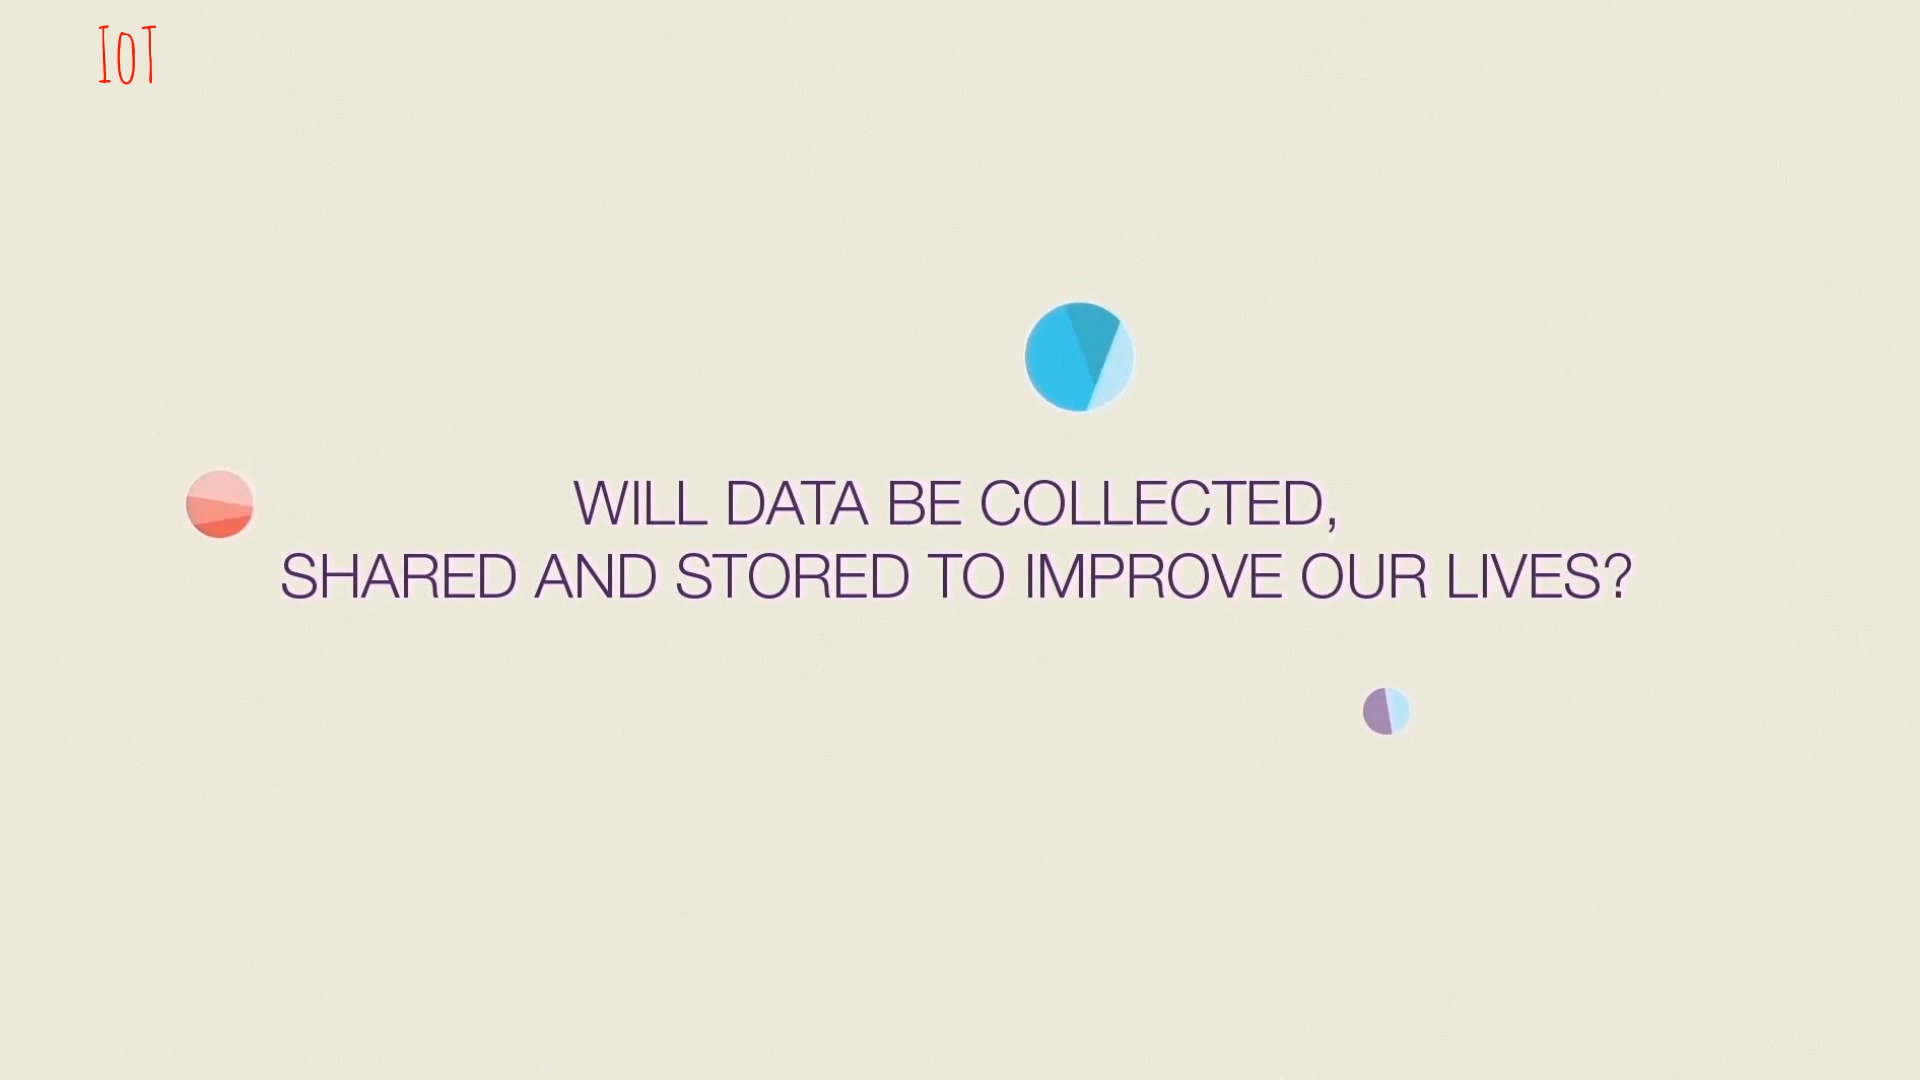 IoT
WILL DATA BE COLLECTED,
SHARED AND STORED TO IMPROVE OUR LIVES?